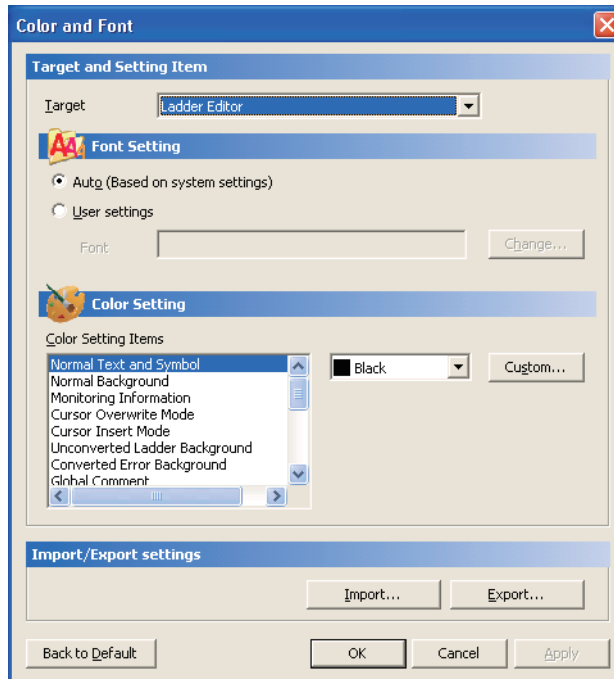 Color and Font
Target and Setting Item
Target Ladder Editor
Font Setting
Auto (Based on system settings)
User settings
Font Change...
Color Setting
Color Setting Items
Normal Text and Symbol Black Custom...
Normal Background
Monitoring Information
Cursor Overwrite Mode
Cursor Insert Mode
Unconverted Ladder Background
Converted Error Background
Global Comment
Import/Export settings
Import... Export...
Back to Default OK Cancel Apply